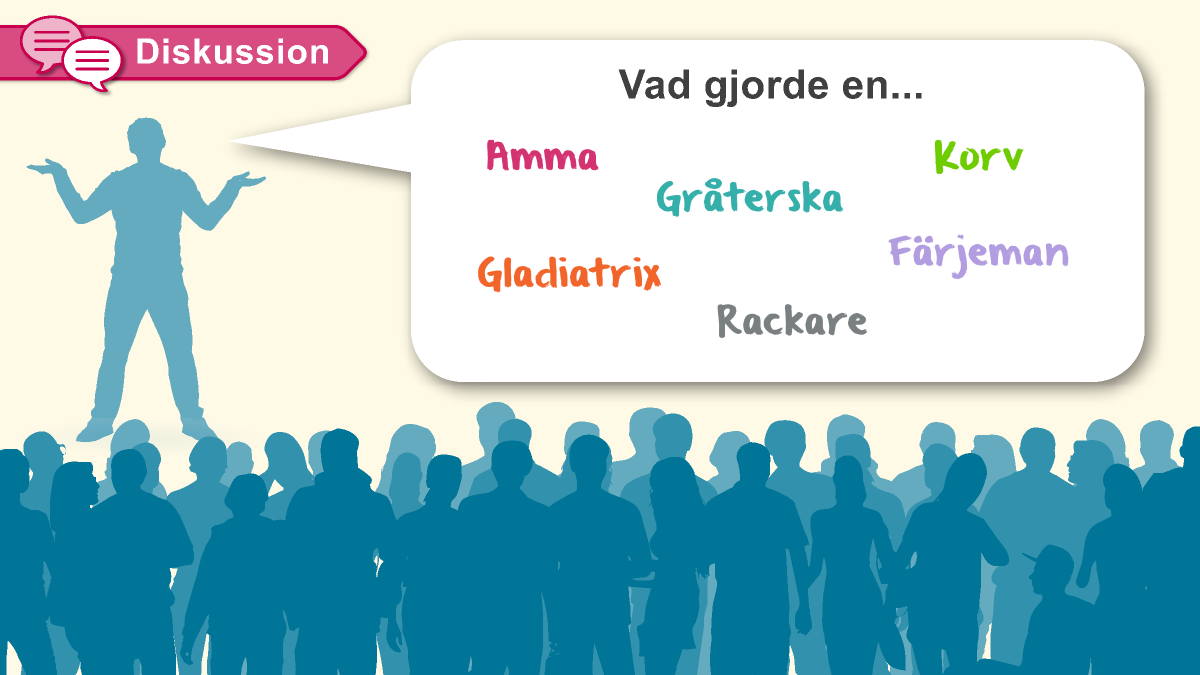 Diskussion
Vad gjorde en...
Amma
Korv
Gråterska
Färjeman
Gladiatrix
Rackare